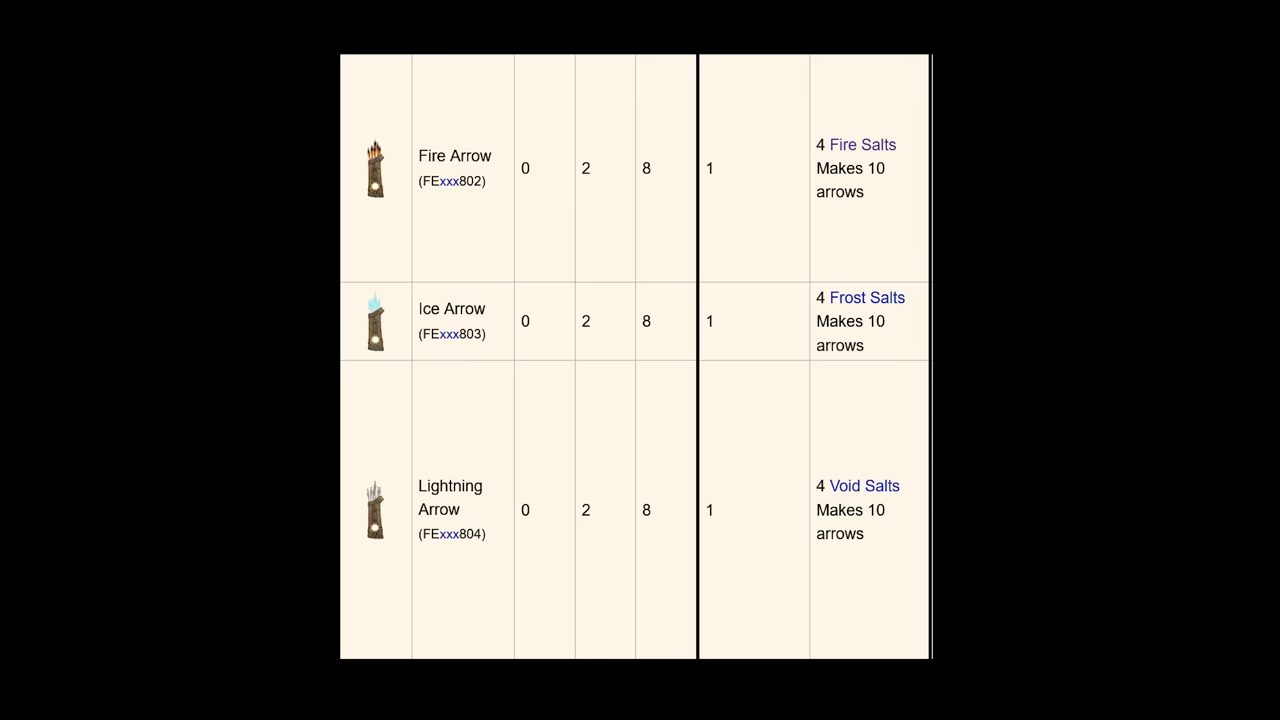 Fire Arrow
(FExxx802)
0
2
8
1
4 Fire Salts
Makes 10
arrows
Ice Arrow
(FExxx803)
0
2
8
1
4 Frost Salts
Makes 10
arrows
Lightning
Arrow
(FExxx804)
0
2
8
1
4 Void Salts
Makes 10
arrows